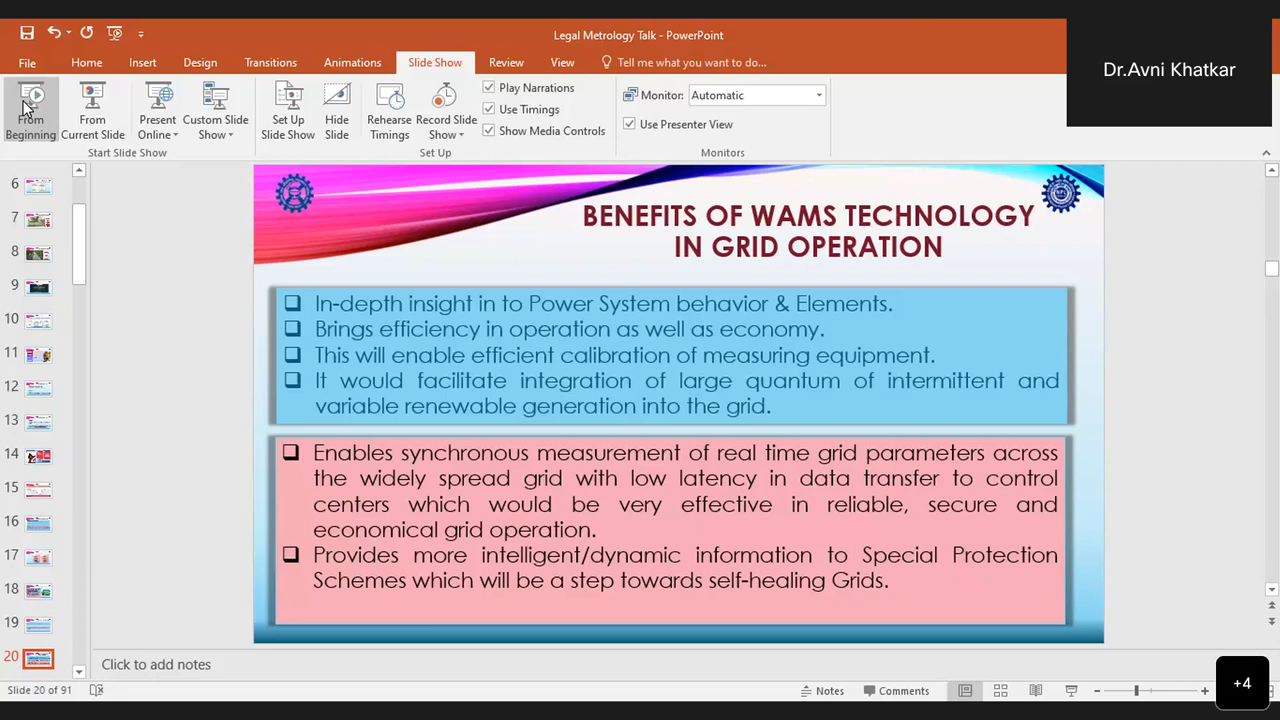 Legal Metrology Talk - PowerPoint
Dr.Avni Khatkar
File Home Insert Design Transitions Animations Slide Show Review View Tell me what you want to do...
From Beginning
From Current Slide
Present Online
Custom Slide Show
Start Slide Show
Set Up Slide Show
Hide Slide
Rehearse Timings
Record Slide Show
Play Narrations
Use Timings
Show Media Controls
Set Up
Monitor: Automatic
Use Presenter View
Monitors
6
7
8
9
10
11
12
13
14
15
16
17
18
19
20
BENEFITS OF WAMS TECHNOLOGY
IN GRID OPERATION
In-depth insight in to Power System behavior & Elements.
Brings efficiency in operation as well as economy.
This will enable efficient calibration of measuring equipment.
It would facilitate integration of large quantum of intermittent and
variable renewable generation into the grid.
Enables synchronous measurement of real time grid parameters across
the widely spread grid with low latency in data transfer to control
centers which would be very effective in reliable, secure and
economical grid operation.
Provides more intelligent/dynamic information to Special Protection
Schemes which will be a step towards self-healing Grids.
Click to add notes
Slide 20 of 91
Notes
Comments
+4